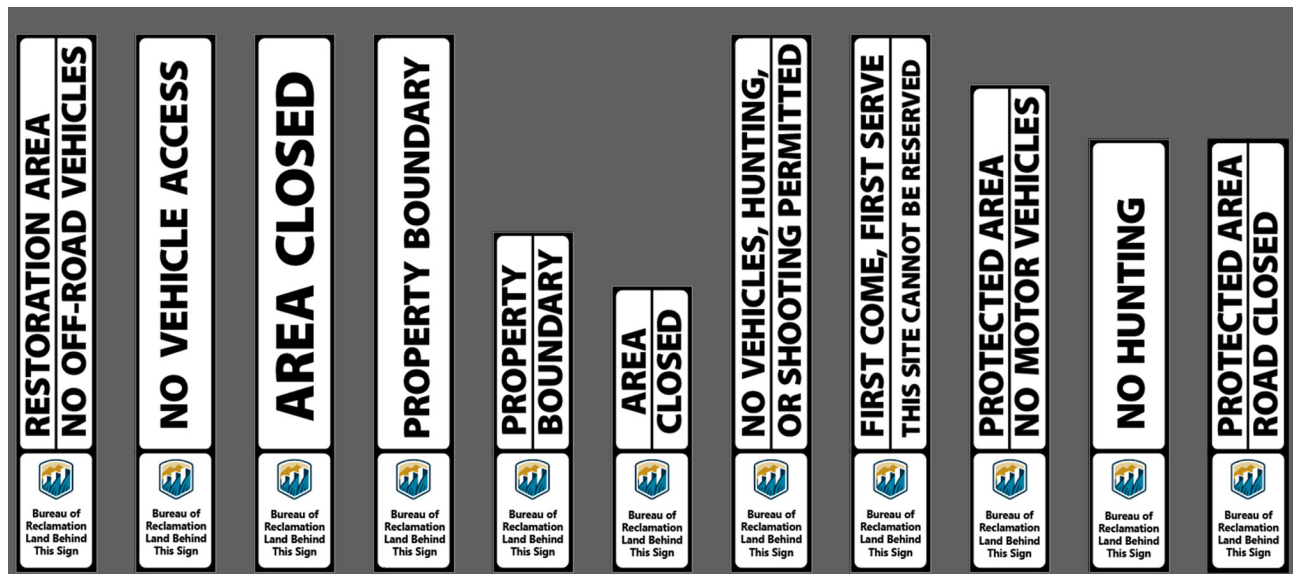 RESTORATION AREA
NO OFF-ROAD VEHICLES
Bureau of
Reclamation
Land Behind
This Sign
NO VEHICLE ACCESS
Bureau of
Reclamation
Land Behind
This Sign
AREA CLOSED
Bureau of
Reclamation
Land Behind
This Sign
PROPERTY BOUNDARY
Bureau of
Reclamation
Land Behind
This Sign
PROPERTY
BOUNDARY
Bureau of
Reclamation
Land Behind
This Sign
AREA
CLOSED
Bureau of
Reclamation
Land Behind
This Sign
NO VEHICLES, HUNTING,
OR SHOOTING PERMITTED
Bureau of
Reclamation
Land Behind
This Sign
FIRST COME, FIRST SERVE
THIS SITE CANNOT BE RESERVED
Bureau of
Reclamation
Land Behind
This Sign
PROTECTED AREA
NO MOTOR VEHICLES
Bureau of
Reclamation
Land Behind
This Sign
NO HUNTING
Bureau of
Reclamation
Land Behind
This Sign
PROTECTED AREA
ROAD CLOSED
Bureau of
Reclamation
Land Behind
This Sign